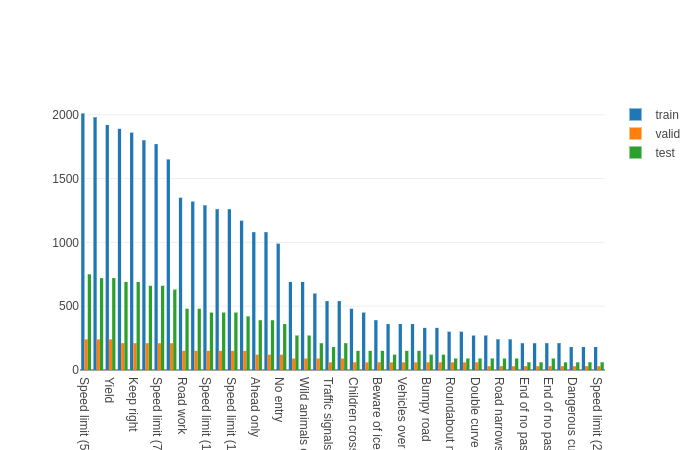 2000
1500
1000
500
0
train
valid
test
Speed limit (5
Yield
Keep right
Speed limit (7
Road work
Speed limit (1
Speed limit (1
Ahead only
No entry
Wild animals
Traffic signals
Children cross
Beware of ice
Vehicles over
Bumpy road
Roundabout
Double curve
Road narrows
End of no pas
End of no pas
Dangerous cu
Speed limit (2